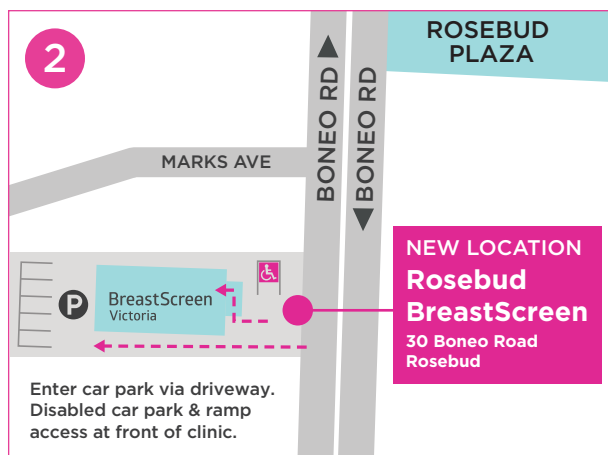 2
ROSEBUD
PLAZA
BONEO RD
BONEO RD
MARKS AVE
NEW LOCATION
Rosebud
BreastScreen
30 Boneo Road
Rosebud
P
BreastScreen
Victoria
Enter car park via driveway.
Disabled car park & ramp
access at front of clinic.